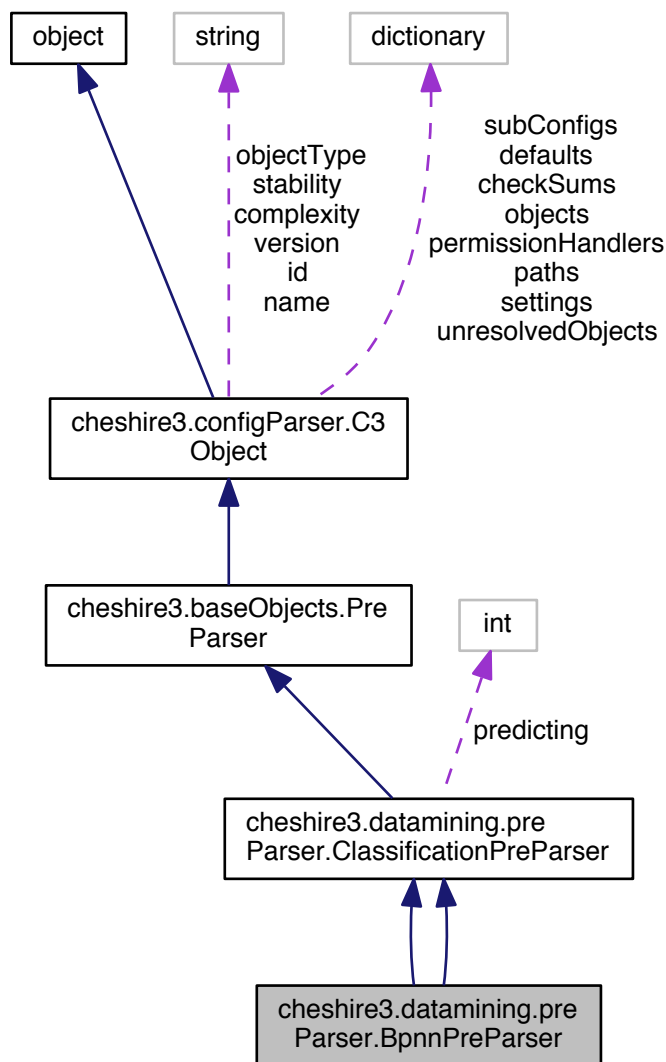 object
string
dictionary
objectType
stability
complexity
version
id
name
subConfigs
defaults
checkSums
objects
permissionHandlers
paths
settings
unresolvedObjects
cheshire3.configParser.C3
Object
cheshire3.baseObjects.Pre
Parser
int
predicting
cheshire3.datamining.pre
Parser.ClassificationPreParser
cheshire3.datamining.pre
Parser.BpnnPreParser